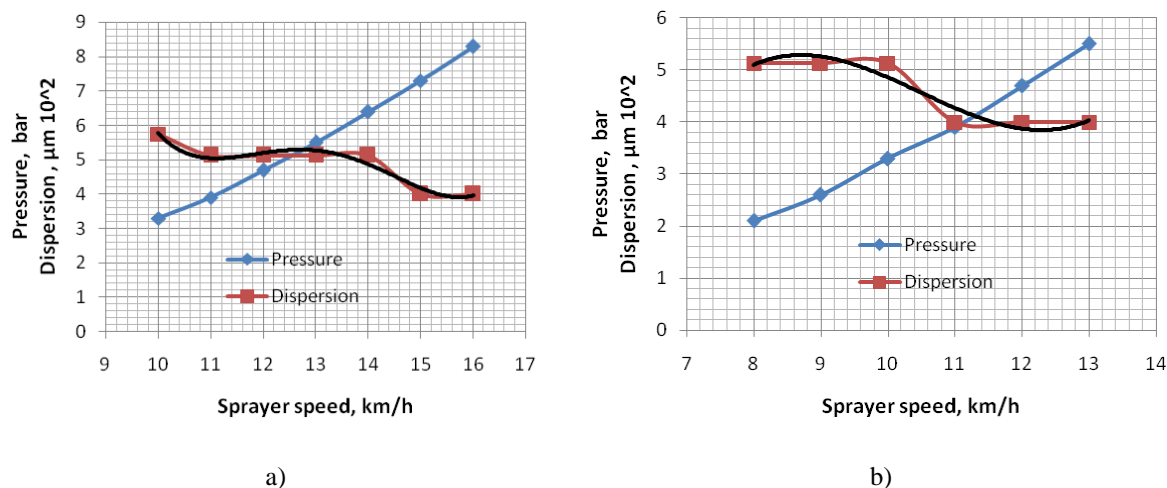 Pressure, bar
Dispersion , µm 10^2
9
8
7
6
5
4
3
2
1
0
9 10 11 12 13 14 15 16 17
Sprayer speed, km/h
Pressure
Dispersion
a)
Pressure, bar
Dispersion , µm 10^2
6
5
4
3
2
1
0
7 8 9 10 11 12 13 14
Sprayer speed, km/h
Pressure
Dispersion
b)